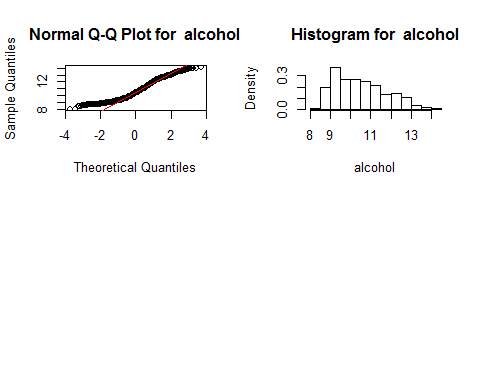 Normal Q-Q Plot for  alcohol
Sample Quantiles
12
8
-4 -2 0 2 4
Theoretical Quantiles
Histogram for  alcohol
Density
0.3
0.0
8 9 11 13
alcohol